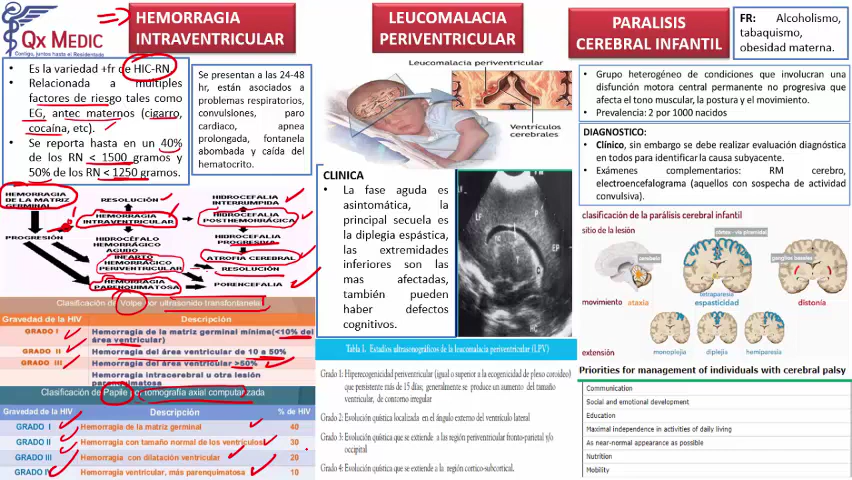 Qx MEDIC
Contigo, juntos hasta el Residentado
HEMORRAGIA
INTRAVENTRICULAR
• Es la variedad +fr de HIC-RN.
• Relacionada a múltiples
factores de riesgo tales como
EG, antec maternos (cigarro,
cocaína, etc).
• Se reporta hasta en un 40%
de los RN < 1500 gramos y
50% de los RN < 1250 gramos.
Se presentan a las 24-48
hr, están asociados a
problemas respiratorios,
convulsiones, paro
cardiaco, apnea
prolongada, fontanela
abombada y caída del
hematocrito.
HEMORRAGIA
DE LA MATRIZ
GERMINAL
PROGRESIÓN
RESOLUCIÓN
HEMORRAGIA
INTRAVENTRICULAR
HIDROCÉFALO
HEMORRÁGICO
AGUDO
INFARTO
HEMORRÁGICO
PERIVENTRICULAR
HEMORRAGIA
PARENQUIMATOSA
HIDROCEFALIA
INTERRUMPIDA
HIDROCEFALIA
POSTHEMORRÁGICA
HIDROCEFALIA
PROGRESIVA
ATROFIA CEREBRAL
RESOLUCIÓN
PORENCEFALIA
Clasificación de Volpe por ultrasonido transfontanelar
Gravedad de la HIV Descripción
GRADO I Hemorragia de la matriz germinal mínima(<10% del
área ventricular)
GRADO II Hemorragia del área ventricular de 10 a 50%
GRADO III Hemorragia del área ventricular >50%
Hemorragia intracerebral u otra lesión
parenquimatosa
Clasificación de Papile por tomografía axial computarizada
Gravedad de la HIV Descripción % de HIV
GRADO I Hemorragia de la matriz germinal 40
GRADO II Hemorragia con tamaño normal de los ventrículos 30
GRADO III Hemorragia con dilatación ventricular 20
GRADO IV Hemorragia ventricular, más parenquimatosa 10
LEUCOMALACIA
PERIVENTRICULAR
Leucomalacia periventricular
Ventrículos
cerebrales
CLINICA
• La fase aguda es
asintomática, la
principal secuela es
la diplegia espástica,
las extremidades
inferiores son las
mas afectadas,
también pueden
haber defectos
cognitivos.
LF
EP
Tabla I. Estudios ultrasonográficos de la leucomalacia periventricular (LPV)
Grado 1: Hiperecogenicidad periventricular (igual o superior a la ecogenicidad de plexo coroideo)
que persistente más de 15 días; generalmente se produce un aumento del tamaño
ventricular, de contorno irregular
Grado 2: Evolución quística localizada en el ángulo externo del ventrículo lateral
Grado 3: Evolución quística que se extiende a las región periventricular fronto-parietal y/o
occipital
Grado 4: Evolución quística que se extiende a la región cortico-subcortical.
PARALISIS
CEREBRAL INFANTIL
FR: Alcoholismo,
tabaquismo,
obesidad materna.
• Grupo heterogéneo de condiciones que involucran una
disfunción motora central permanente no progresiva que
afecta el tono muscular, la postura y el movimiento.
• Prevalencia: 2 por 1000 nacidos
DIAGNOSTICO:
• Clínico, sin embargo se debe realizar evaluación diagnóstica
en todos para identificar la causa subyacente.
• Exámenes complementarios: RM cerebro,
electroencefalograma (aquellos con sospecha de actividad
convulsiva).
clasificación de la parálisis cerebral infantil
sitio de la lesión
cerebelo
córtex - vía piramidal
ganglios basales
tetraparesia
movimiento ataxia espasticidad distonía
extensión monoplejia diplejia hemiparesia
Priorities for management of individuals with cerebral palsy
Communication
Social and emotional development
Education
Maximal independence in activities of daily living
As near-normal appearance as possible
Nutrition
Mobility